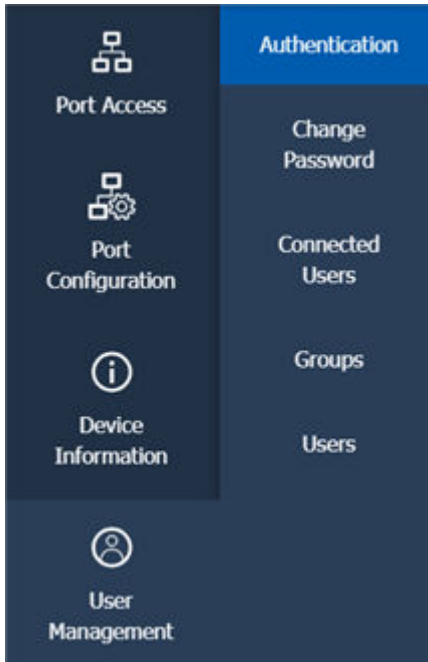 Port Access
Port
Configuration
Device
Information
User
Management
Authentication
Change
Password
Connected
Users
Groups
Users